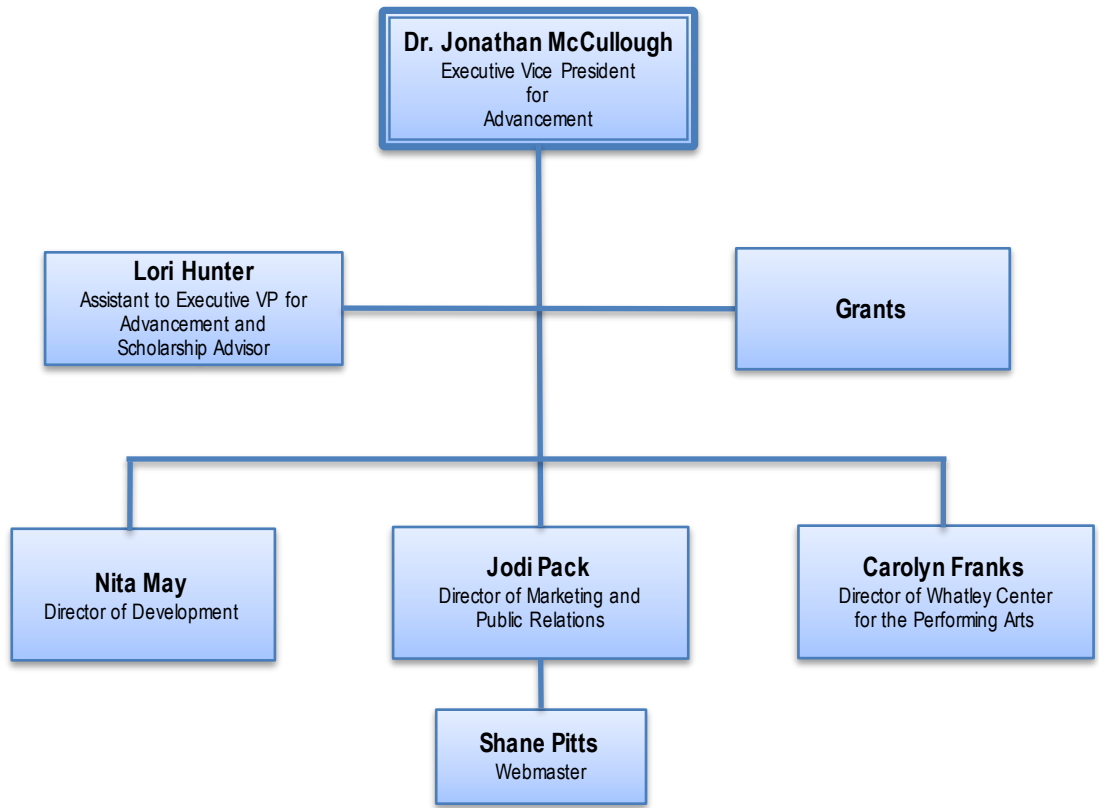 Dr. Jonathan McCullough
Executive Vice President
for
Advancement
Lori Hunter
Assistant to Executive VP for
Advancement and
Scholarship Advisor
Grants
Nita May
Director of Development
Jodi Pack
Director of Marketing and
Public Relations
Carolyn Franks
Director of Whatley Center
for the Performing Arts
Shane Pitts
Webmaster